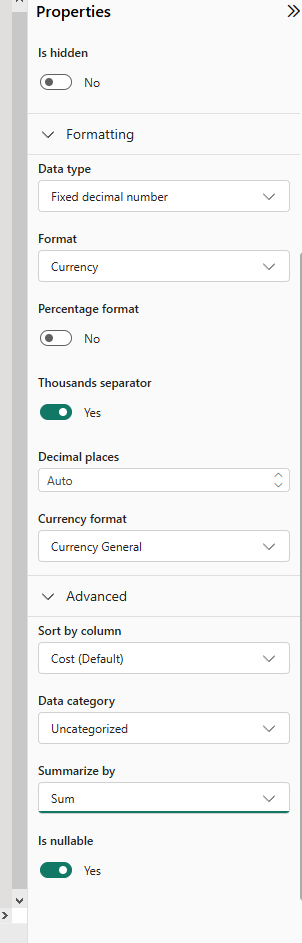 Properties
Is hidden
No
Formatting
Data type
Fixed decimal number
Format
Currency
Percentage format
No
Thousands separator
Yes
Decimal places
Auto
Currency format
Currency General
Advanced
Sort by column
Cost (Default)
Data category
Uncategorized
Summarize by
Sum
Is nullable
Yes